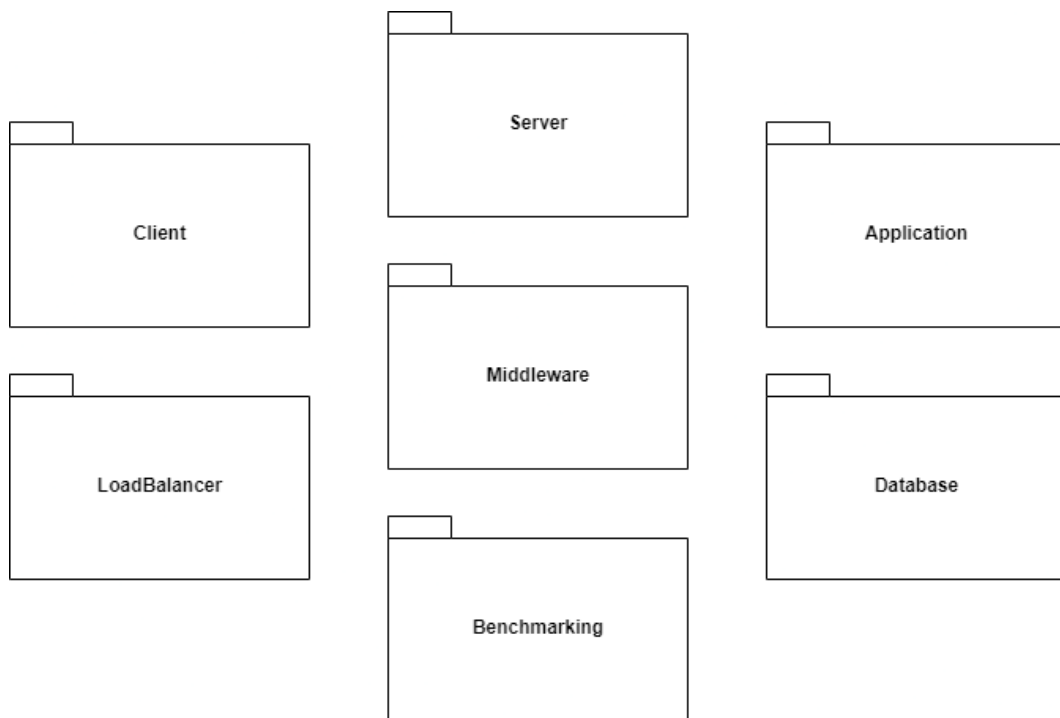 Server
Client
Application
Middleware
LoadBalancer
Database
Benchmarking